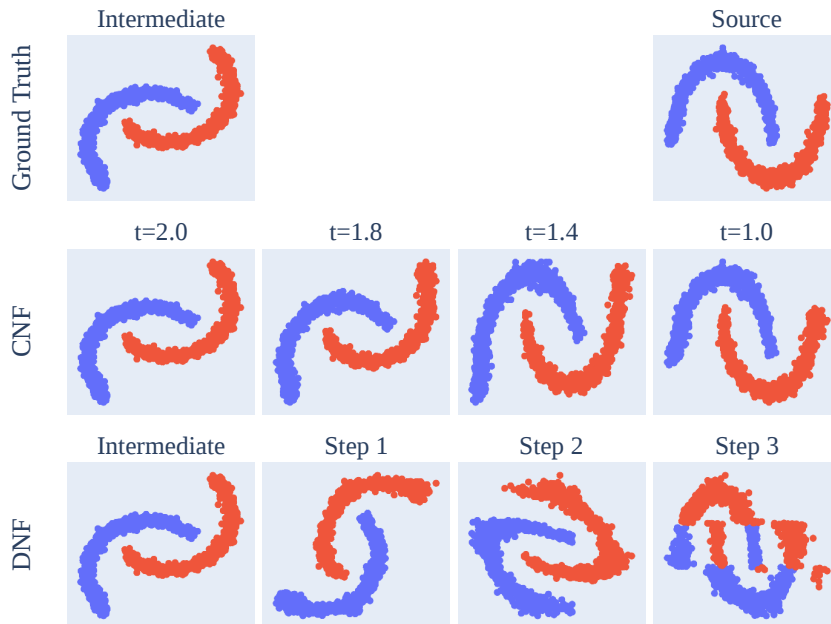 Intermediate
Source
Ground Truth
t=2.0
t=1.8
t=1.4
t=1.0
CNF
Intermediate
Step 1
Step 2
Step 3
DNF